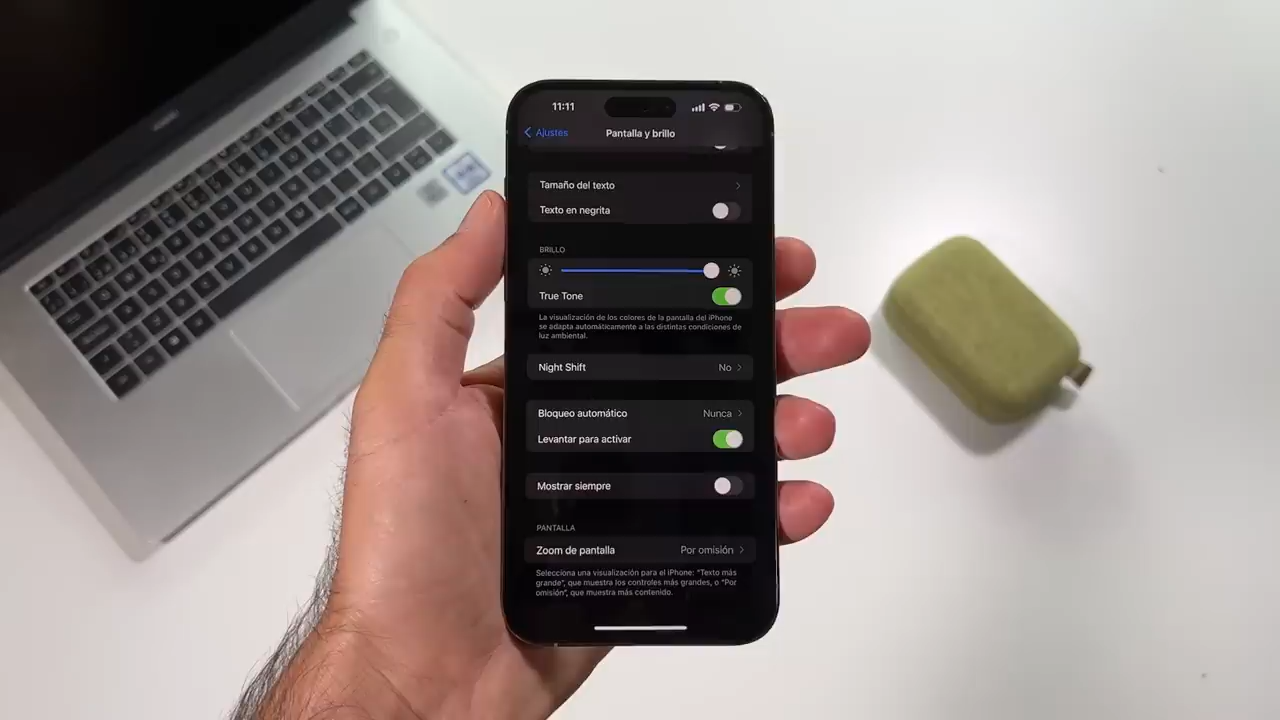 11:11
Ajustes
Pantalla y brillo
Tamaño del texto
Texto en negrita
BRILLO
True Tone
La visualización de los colores de la pantalla del iPhone
se adapta automáticamente a las distintas condiciones de
luz ambiental.
Night Shift No
Bloqueo automático Nunca
Levantar para activar
Mostrar siempre
PANTALLA
Zoom de pantalla Por omisión
Selecciona una visualización para el iPhone: “Texto más
grande”, que muestra los controles más grandes, o “Por
omisión”, que muestra más contenido.